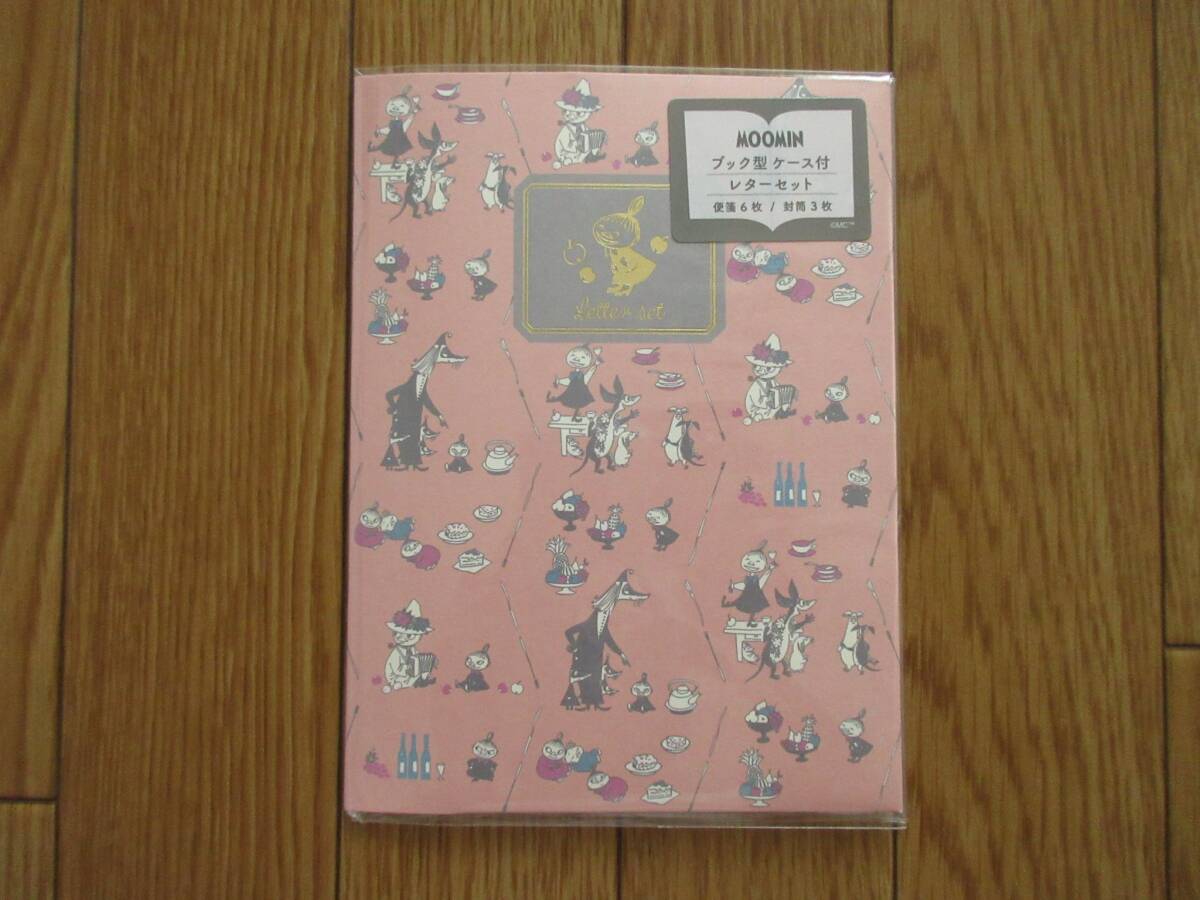 MOOMIN
ブック型 ケース付
レターセット
便箋6枚 / 封筒3枚
©MC™
Letter set